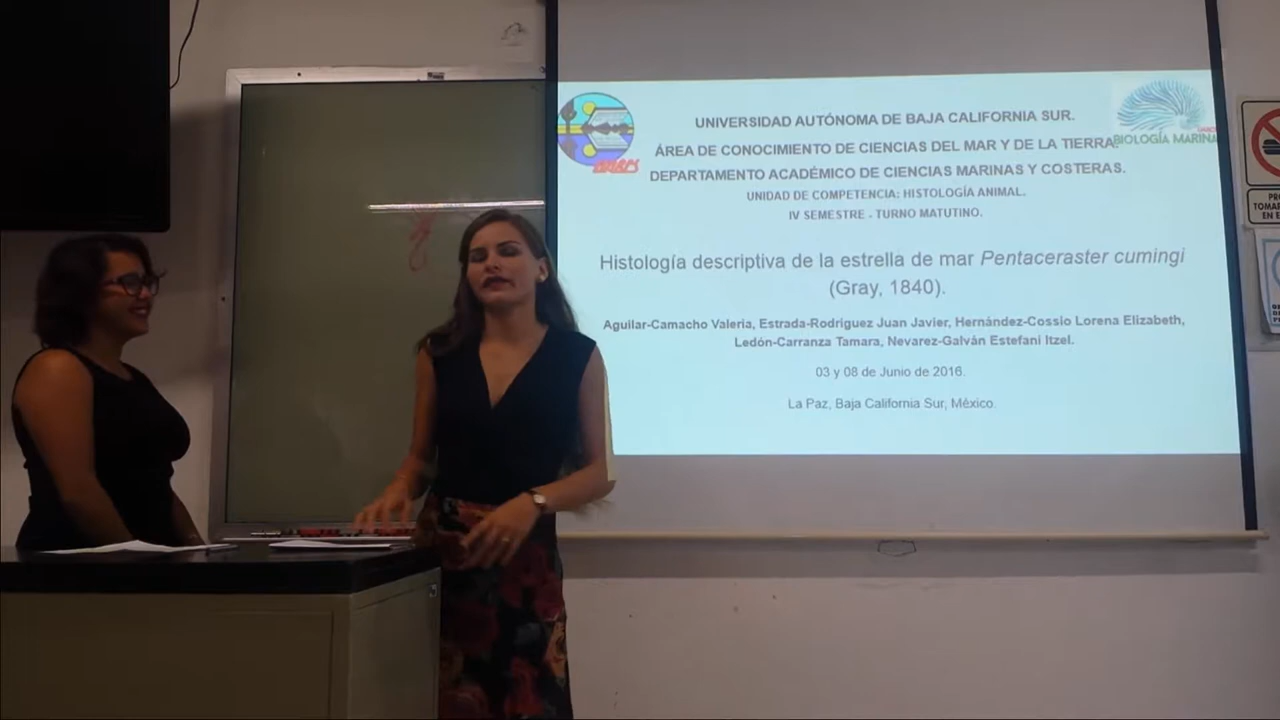 UNIVERSIDAD AUTÓNOMA DE BAJA CALIFORNIA SUR.
ÁREA DE CONOCIMIENTO DE CIENCIAS DEL MAR Y DE LA TIERRA
BIOLOGÍA MARINA
DEPARTAMENTO ACADÉMICO DE CIENCIAS MARINAS Y COSTERAS.
UNIDAD DE COMPETENCIA: HISTOLOGÍA ANIMAL.
IV SEMESTRE - TURNO MATUTINO.
Histología descriptiva de la estrella de mar Pentaceraster cumingi
(Gray, 1840).
Aguilar-Camacho Valeria, Estrada-Rodriguez Juan Javier, Hernández-Cossio Lorena Elizabeth,
Ledón-Carranza Tamara, Nevarez-Galván Estefani Itzel.
03 y 08 de Junio de 2016.
La Paz, Baja California Sur, México.